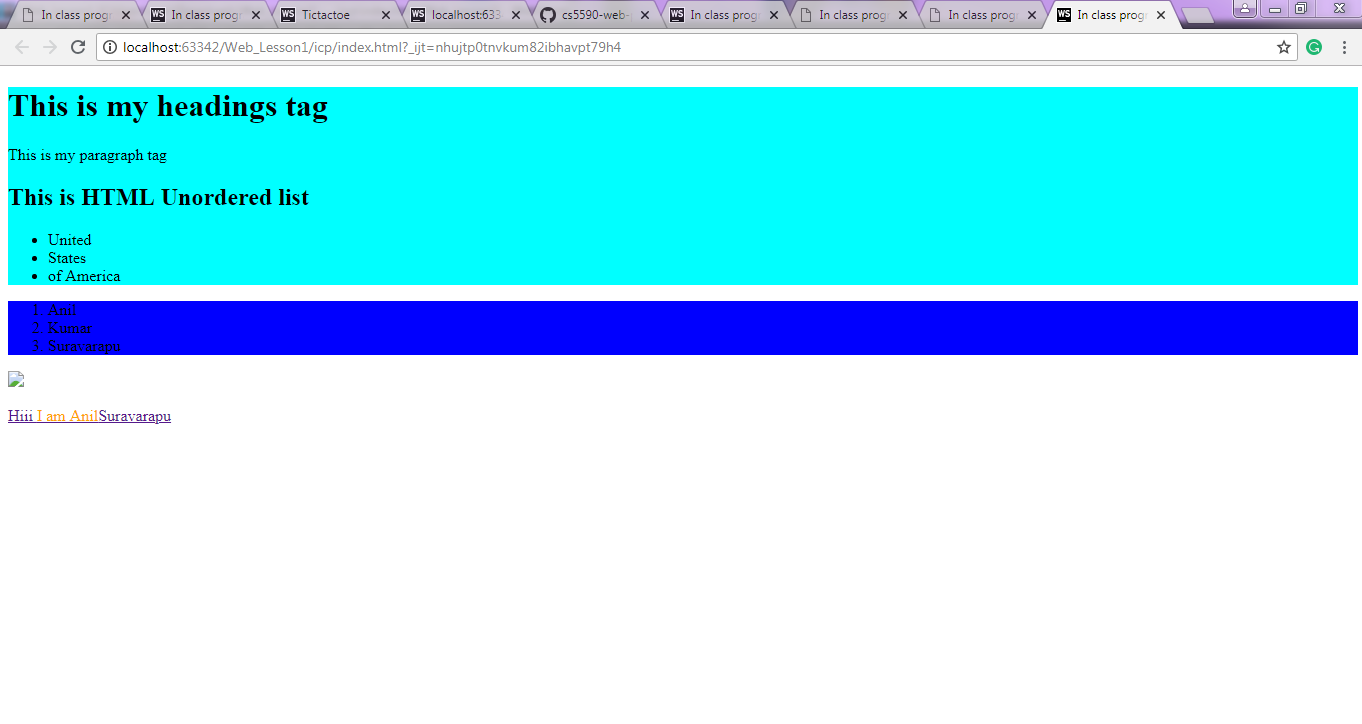 In class prog
In class prog
Tictactoe
localhost:633
cs5590-web-
In class prog
In class prog
In class prog
In class prog
localhost:63342/Web_Lesson1/icp/index.html?_ijt=nhujtp0tnvkum82ibhavpt79h4
This is my headings tag
This is my paragraph tag
This is HTML Unordered list
• United
• States
• of America
1. Anil
2. Kumar
3. Suravarapu
Hiii I am AnilSuravarapu